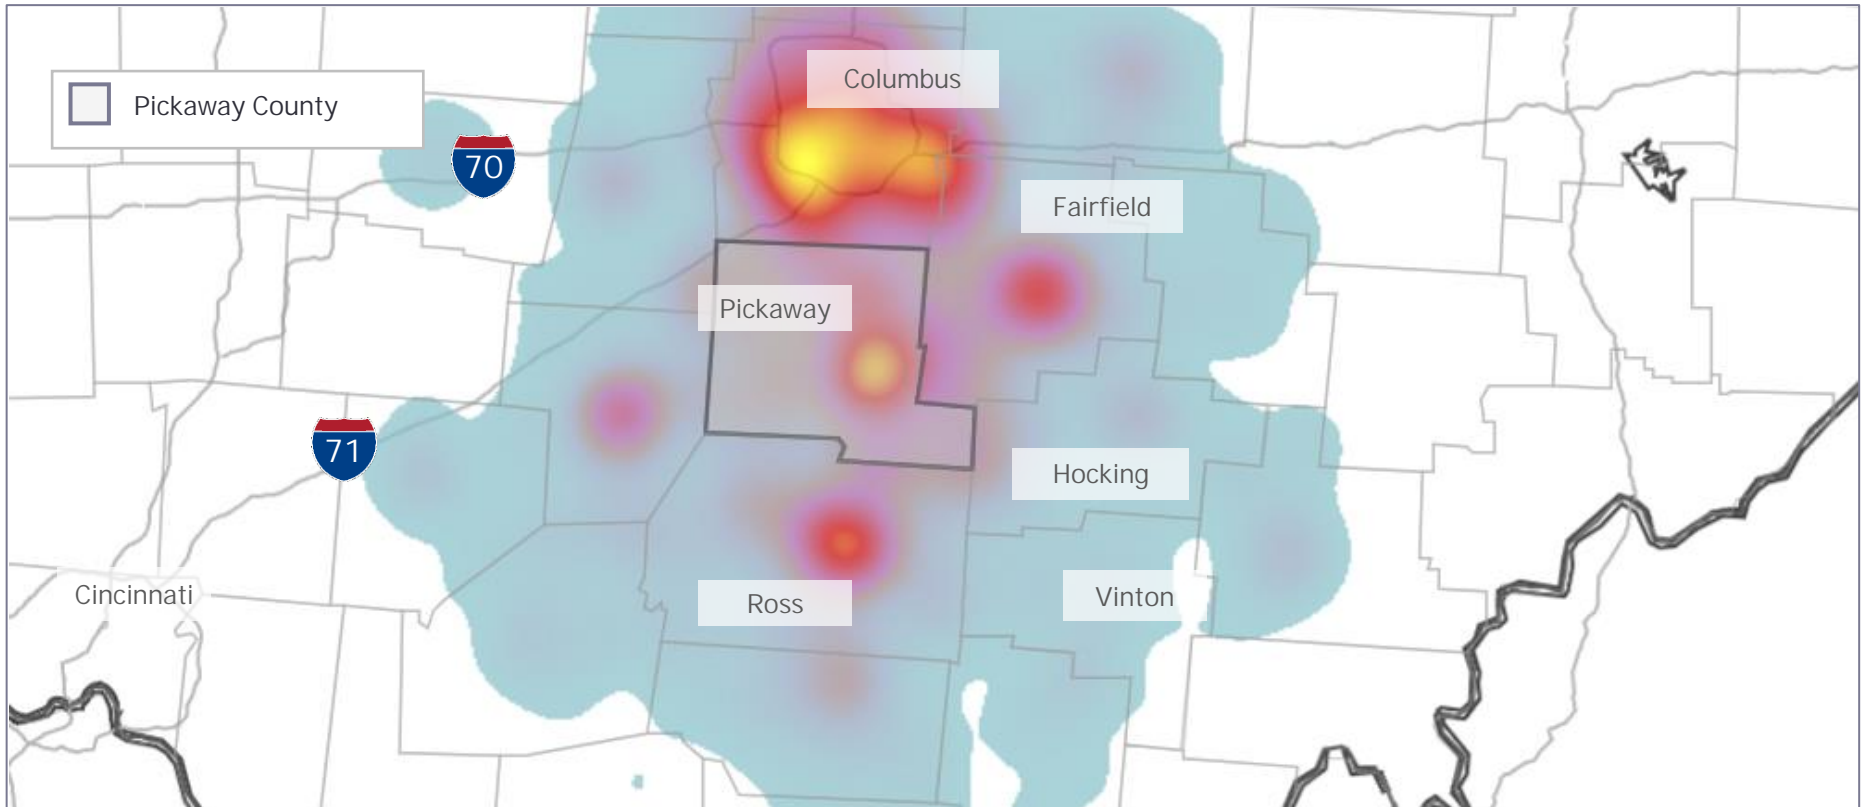 Columbus
Pickaway County
70
Fairfield
Pickaway
71
Hocking
Cincinnati
Ross
Vinton